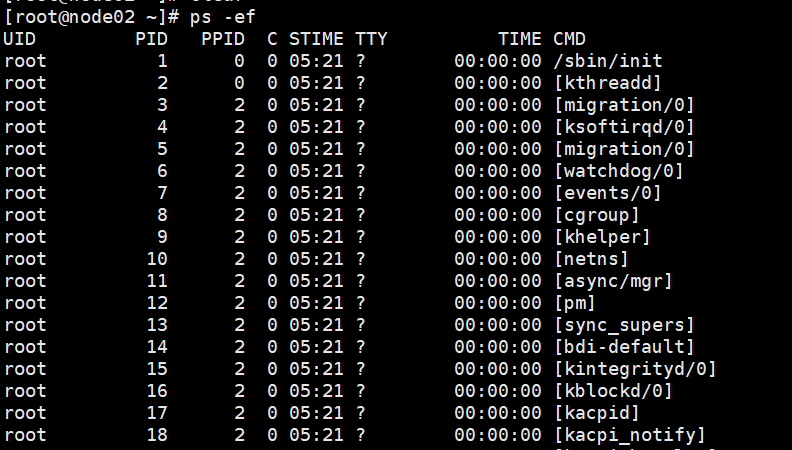 [root@node02 ~]# ps -ef
UID         PID   PPID  C STIME TTY          TIME CMD
root          1      0  0 05:21 ?        00:00:00 /sbin/init
root          2      0  0 05:21 ?        00:00:00 [kthreadd]
root          3      2  0 05:21 ?        00:00:00 [migration/0]
root          4      2  0 05:21 ?        00:00:00 [ksoftirqd/0]
root          5      2  0 05:21 ?        00:00:00 [migration/0]
root          6      2  0 05:21 ?        00:00:00 [watchdog/0]
root          7      2  0 05:21 ?        00:00:00 [events/0]
root          8      2  0 05:21 ?        00:00:00 [cgroup]
root          9      2  0 05:21 ?        00:00:00 [khelper]
root         10      2  0 05:21 ?        00:00:00 [netns]
root         11      2  0 05:21 ?        00:00:00 [async/mgr]
root         12      2  0 05:21 ?        00:00:00 [pm]
root         13      2  0 05:21 ?        00:00:00 [sync_supers]
root         14      2  0 05:21 ?        00:00:00 [bdi-default]
root         15      2  0 05:21 ?        00:00:00 [kintegrityd/0]
root         16      2  0 05:21 ?        00:00:00 [kblockd/0]
root         17      2  0 05:21 ?        00:00:00 [kacpid]
root         18      2  0 05:21 ?        00:00:00 [kacpi_notify]